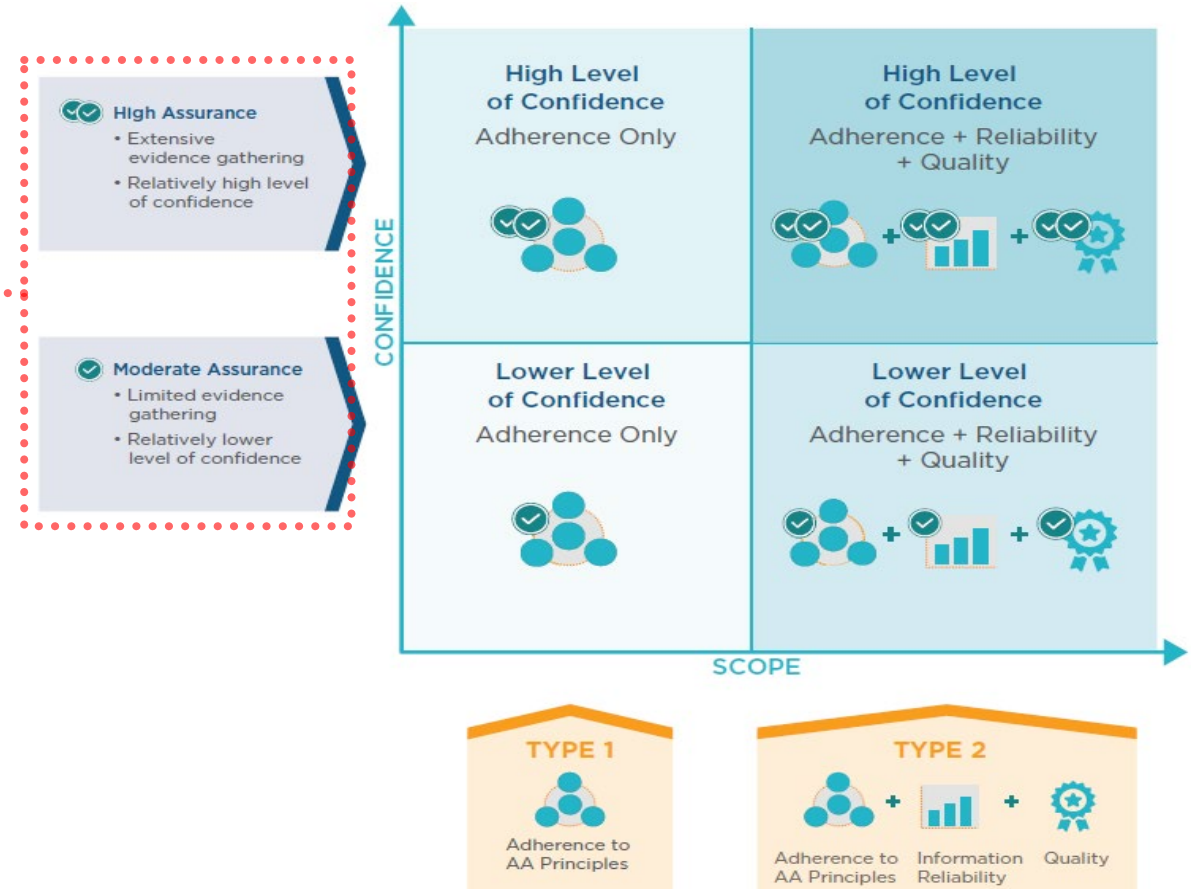 High Assurance
• Extensive
evidence gathering
• Relatively high level
of confidence
Moderate Assurance
• Limited evidence
gathering
• Relatively lower
level of confidence
CONFIDENCE
High Level
of Confidence
Adherence Only
High Level
of Confidence
Adherence + Reliability
+ Quality
+
+
Lower Level
of Confidence
Adherence Only
Lower Level
of Confidence
Adherence + Reliability
+ Quality
+
+
SCOPE
TYPE 1
Adherence to
AA Principles
TYPE 2
+
+
Adherence to
AA Principles
Information
Reliability
Quality